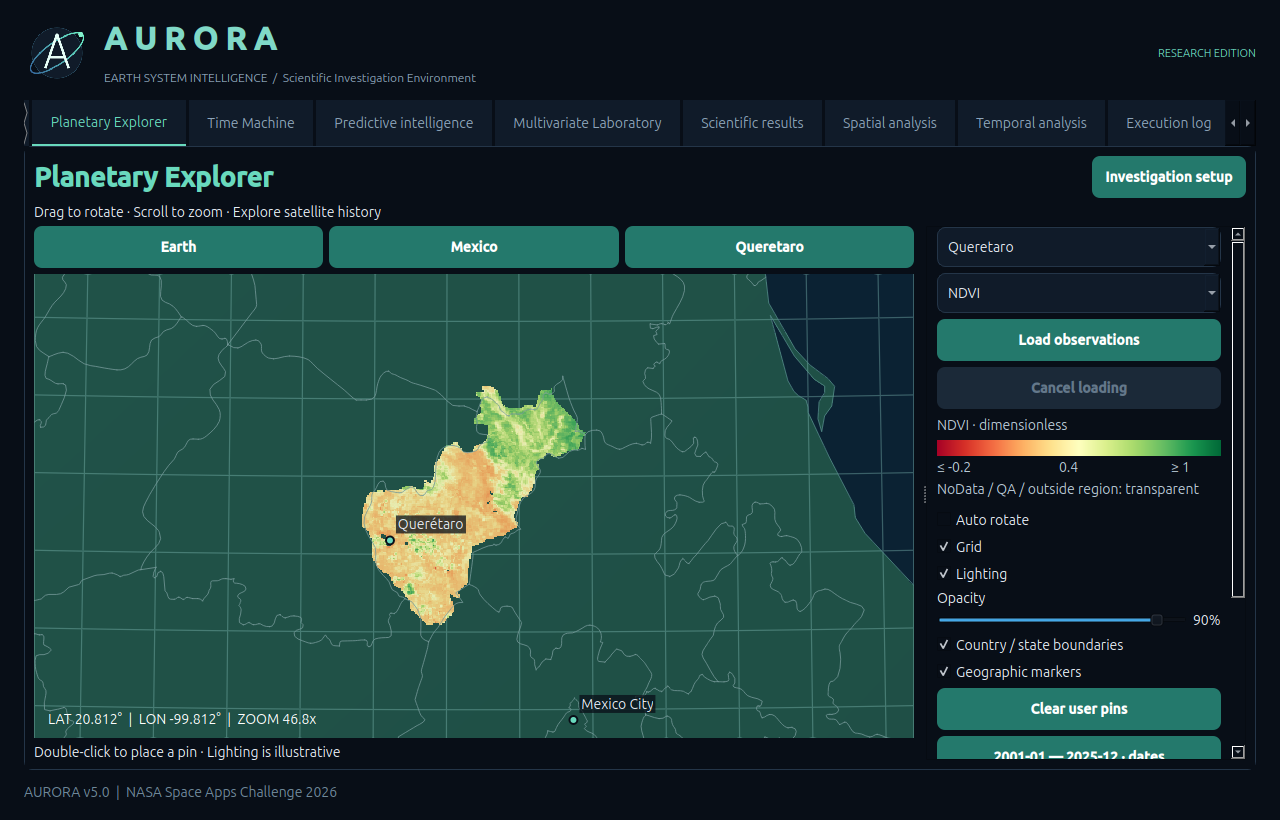 A
AURORA
EARTH SYSTEM INTELLIGENCE / Scientific Investigation Environment
RESEARCH EDITION
Planetary Explorer
Time Machine
Predictive intelligence
Multivariate Laboratory
Scientific results
Spatial analysis
Temporal analysis
Execution log
Planetary Explorer
Investigation setup
Drag to rotate · Scroll to zoom · Explore satellite history
Earth
Mexico
Queretaro
Querétaro
Mexico City
LAT 20.812° | LON -99.812° | ZOOM 46.8x
Double-click to place a pin · Lighting is illustrative
Queretaro
NDVI
Load observations
Cancel loading
NDVI · dimensionless
≤ -0.2
0.4
≥ 1
NoData / QA / outside region: transparent
Auto rotate
✓ Grid
✓ Lighting
Opacity
90%
✓ Country / state boundaries
✓ Geographic markers
Clear user pins
2001-01 — 2025-12 · dates
AURORA v5.0 | NASA Space Apps Challenge 2026